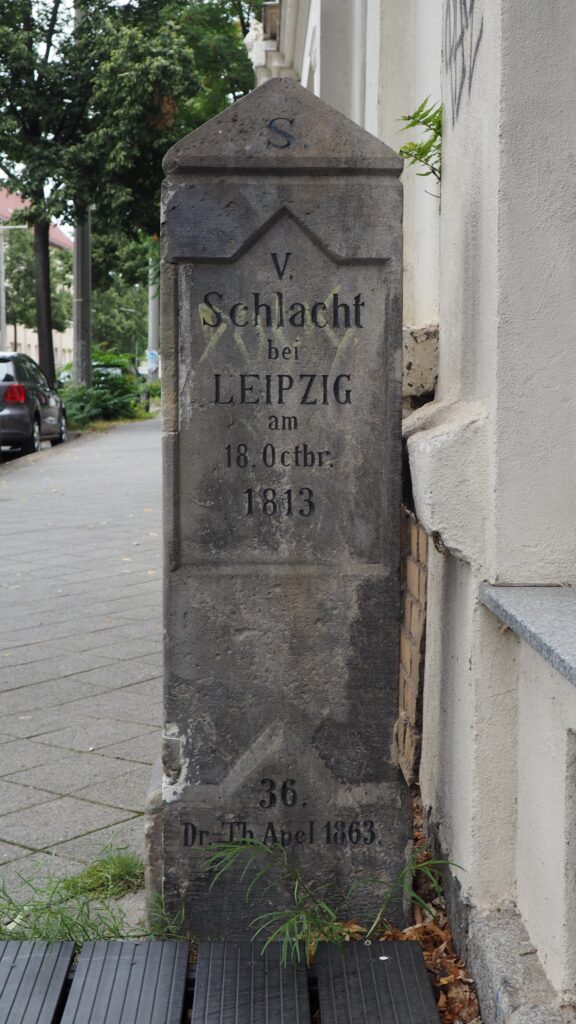 S.
V.
Schlacht
bei
LEIPZIG
am
18. Octbr.
1813
36.
Dr. Th. Apel 1863.